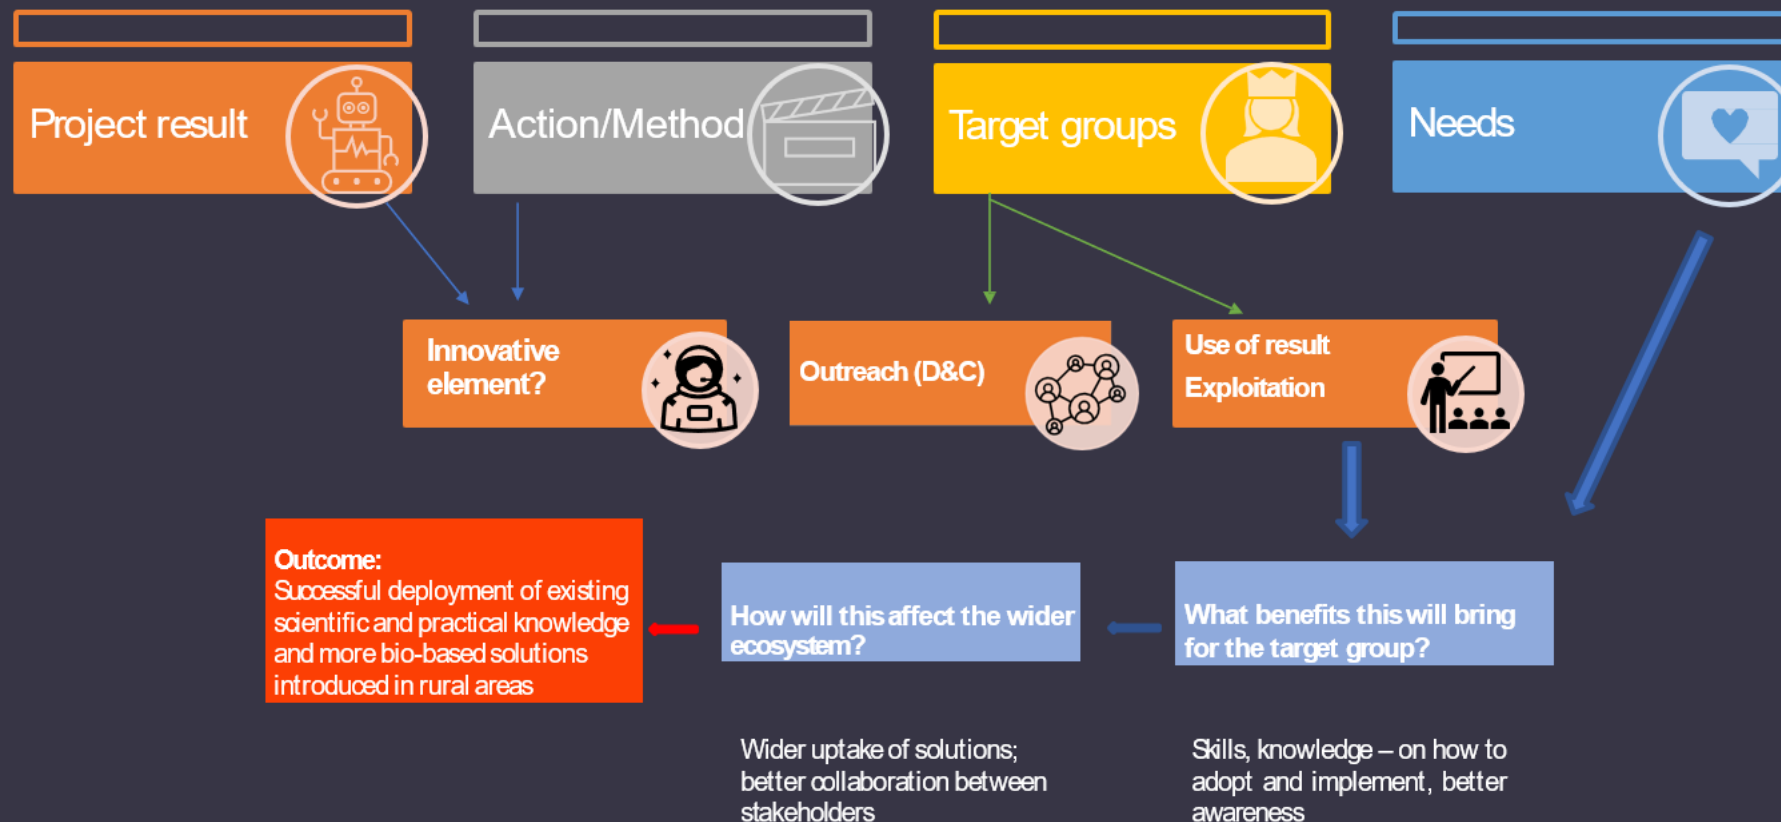 Project result
Action/Method
Target groups
Needs
Innovative
element?
Outreach (D&C)
Use of result
Exploitation
Outcome:
Successful deployment of existing
scientific and practical knowledge
and more bio-based solutions
introduced in rural areas
How will this affect the wider
ecosystem?
What benefits this will bring
for the target group?
Wider uptake of solutions;
better collaboration between
stakeholders
Skills, knowledge – on how to
adopt and implement, better
awareness